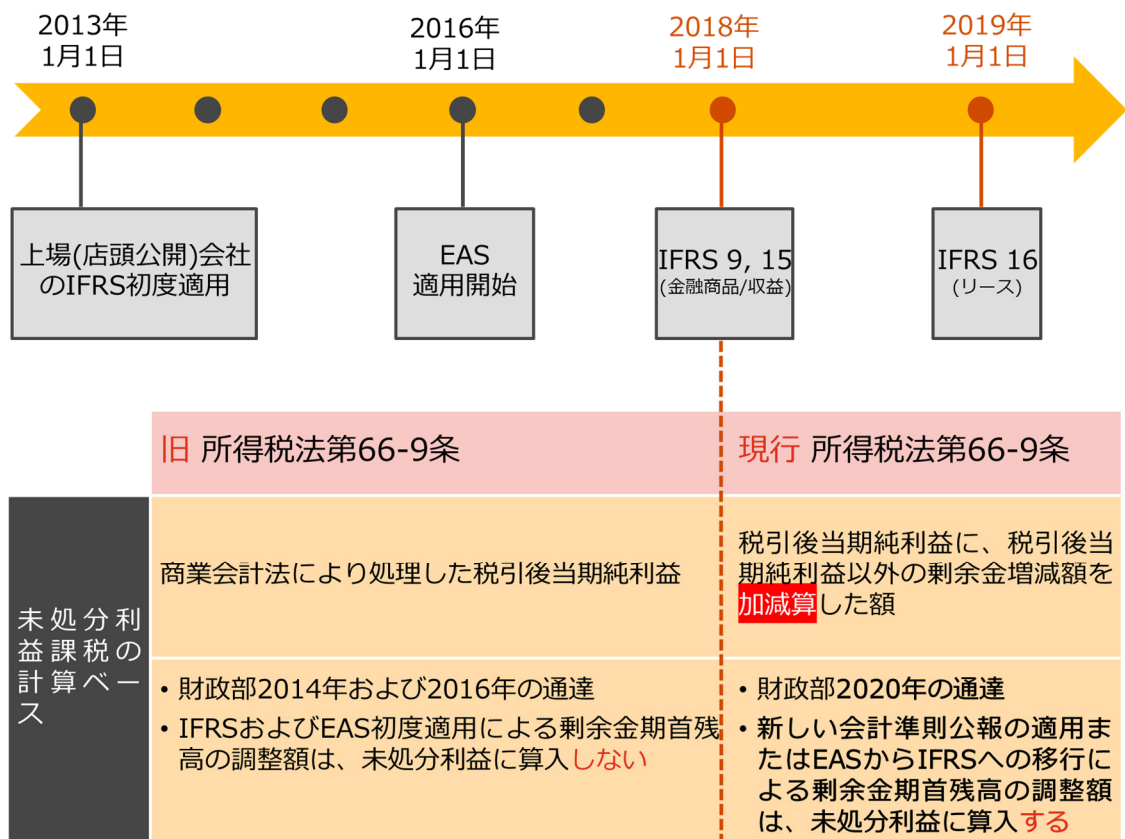 2013年
1月1日
2016年
1月1日
2018年
1月1日
2019年
1月1日
上場(店頭公開)会社
のIFRS初度適用
EAS
適用開始
IFRS 9, 15
(金融商品/収益)
IFRS 16
(リース)
旧 所得税法第66-9条
現行 所得税法第66-9条
未処分利
益課税の
計算ベー
ス
商業会計法により処理した税引後当期純利益
税引後当期純利益に、税引後当
期純利益以外の剰余金増減額を
加減算した額
• 財政部2014年および2016年の通達
• IFRSおよびEAS初度適用による剰余金期首残
高の調整額は、未処分利益に算入しない
• 財政部2020年の通達
• 新しい会計準則公報の適用ま
たはEASからIFRSへの移行に
よる剰余金期首残高の調整額
は、未処分利益に算入する